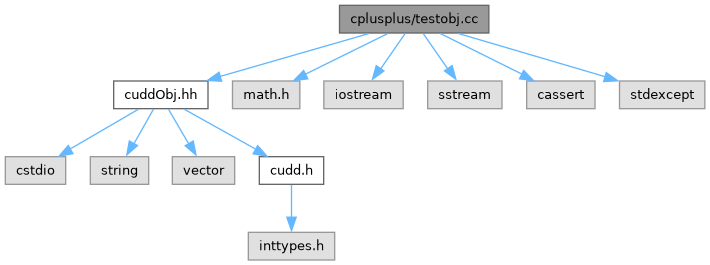 cplusplus/testobj.cc
cuddObj.hh
math.h
iostream
sstream
cassert
stdexcept
cstdio
string
vector
cudd.h
inttypes.h